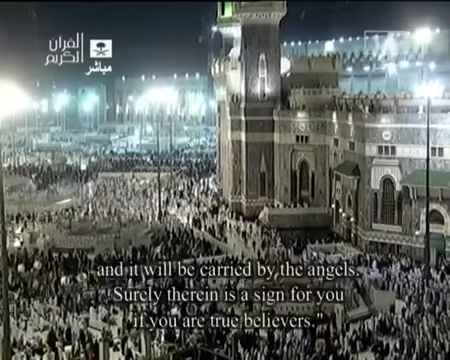 القرآن
الكريم
مباشر
and it will be carried by the angels.
Surely therein is a sign for you
if you are true believers."